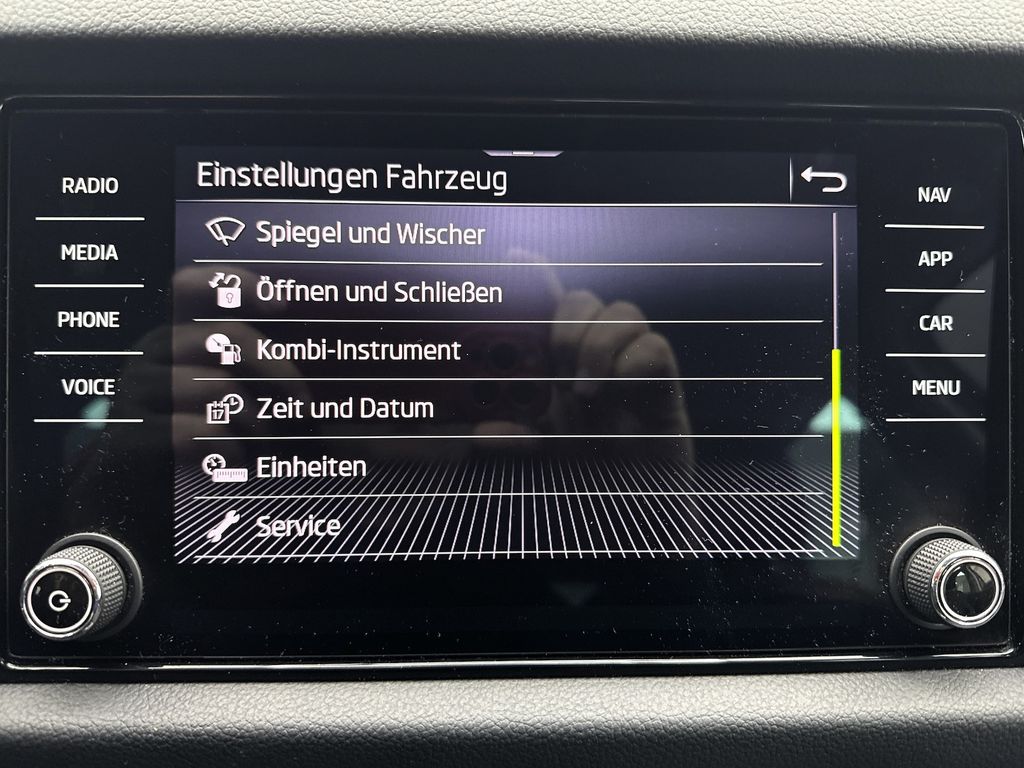 Einstellungen Fahrzeug
RADIO
MEDIA
PHONE
VOICE
Spiegel und Wischer
Öffnen und Schließen
Kombi-Instrument
17
Zeit und Datum
Einheiten
Service
NAV
APP
CAR
MENU